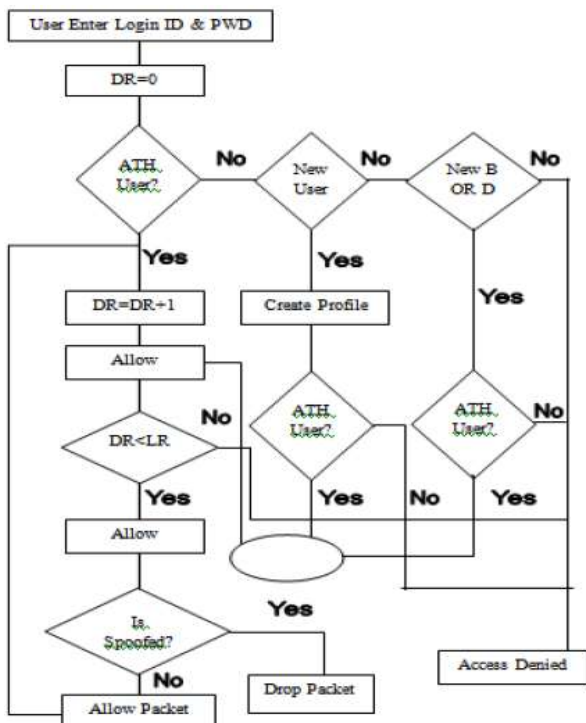 User Enter Login ID & PWD
DR=0
ATH
User?
No
New
User
No
New B
OR D
No
Yes
Yes
Yes
DR=DR+1
Create Profile
Allow
No
ATH
User?
ATH
User?
No
DR<LR
Yes
Yes
No
Yes
Allow
Is
Spoofed?
Yes
No
Drop Packet
Access Denied
Allow Packet